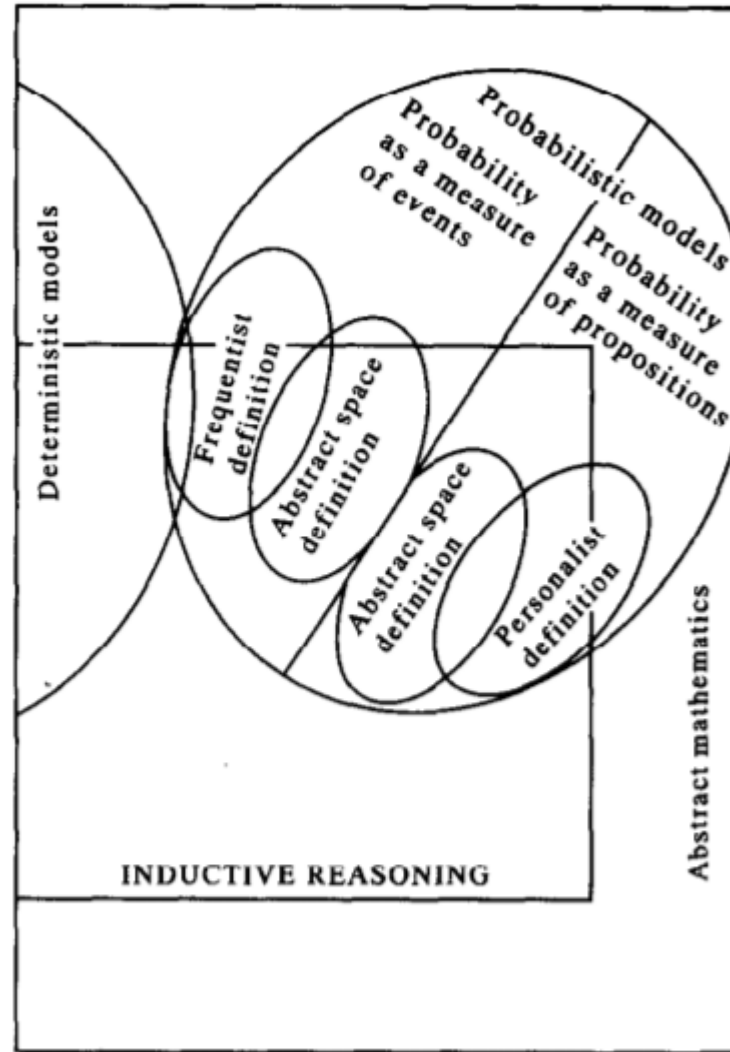 Probabilistic models
Probability
as a measure
of events
Probability
as a measure
of propositions
Deterministic models
Frequentist
definition
Abstract space
definition
Abstract space
definition
Personalist
definition
Abstract mathematics
INDUCTIVE REASONING